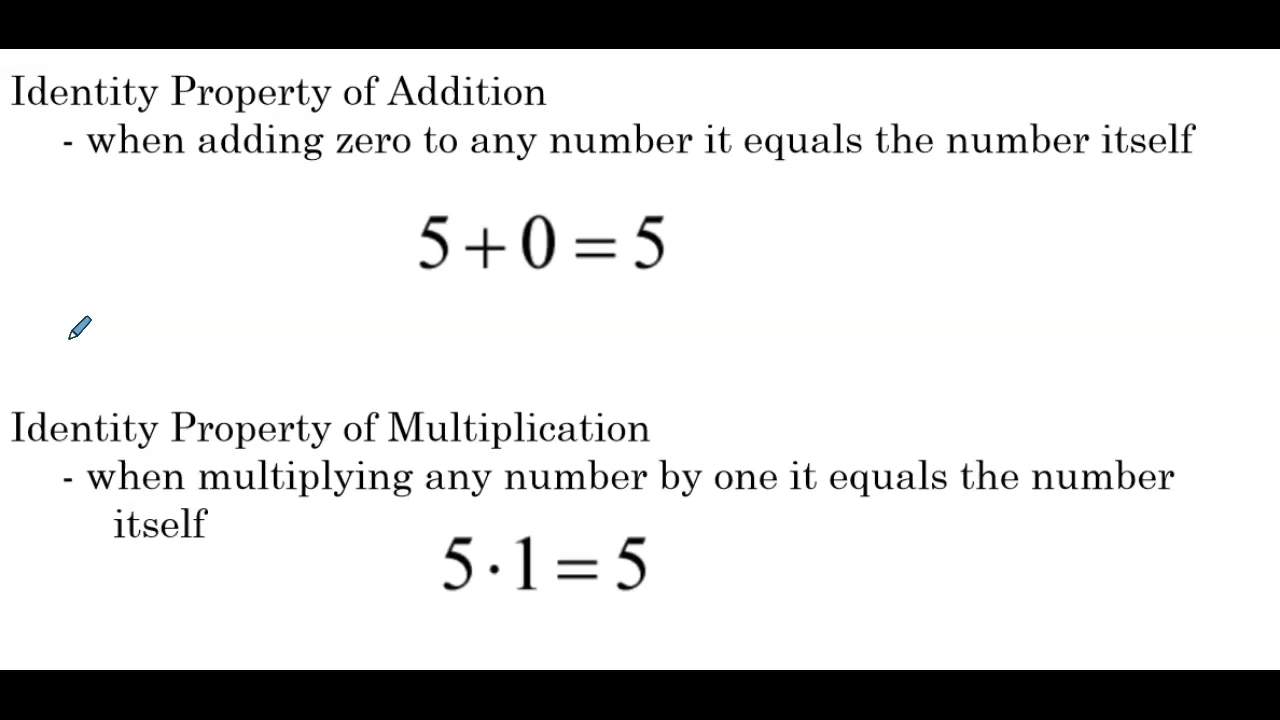 Identity Property of Addition
- when adding zero to any number it equals the number itself
5 + 0 = 5
Identity Property of Multiplication
- when multiplying any number by one it equals the number
itself
5 · 1 = 5